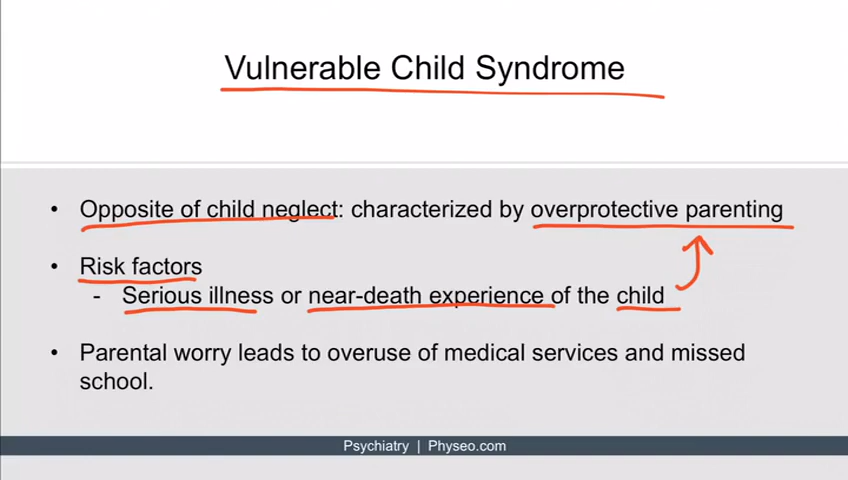 Vulnerable Child Syndrome
• Opposite of child neglect: characterized by overprotective parenting
• Risk factors
- Serious illness or near-death experience of the child
• Parental worry leads to overuse of medical services and missed
school.
Psychiatry | Physeo.com